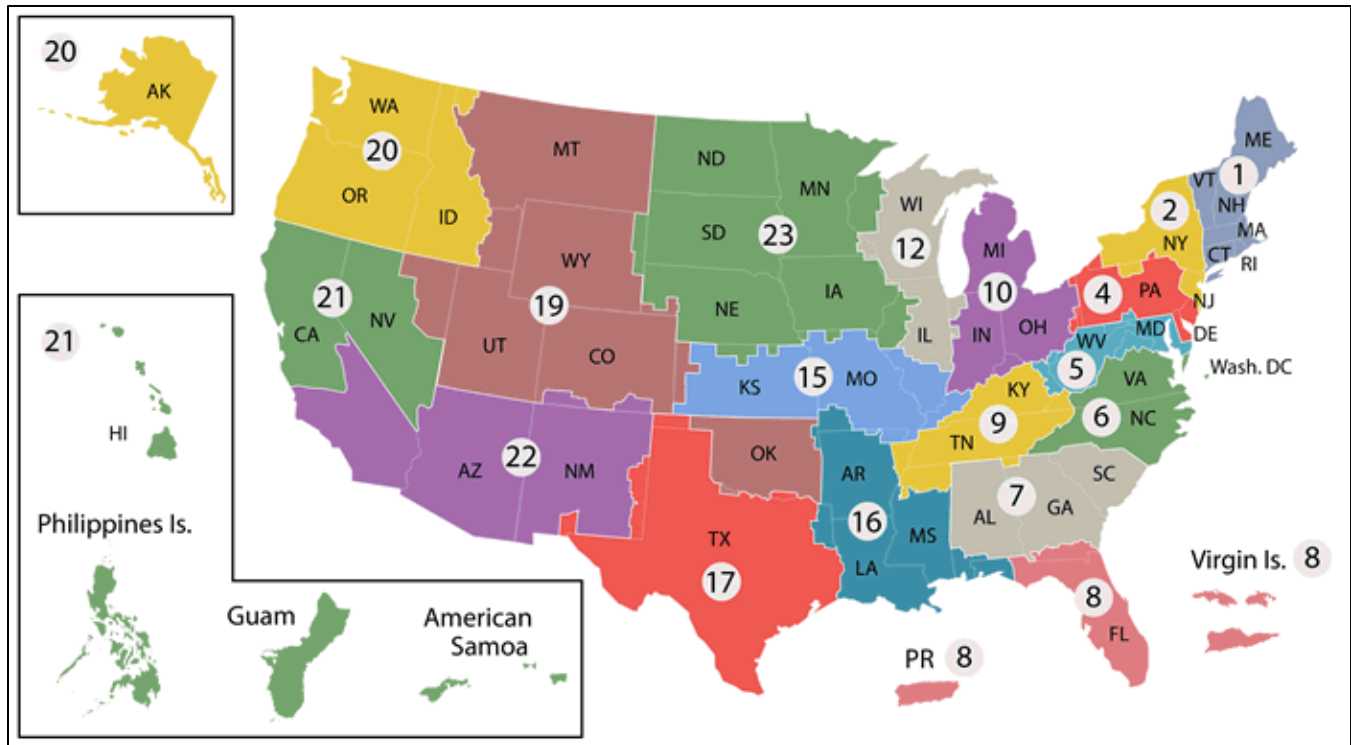 20
AK
WA
20
OR
ID
MT
WY
19
UT
CO
ND
MN
SD
23
NE
IA
WI
12
IL
MI
10
IN
OH
ME
VT
1
NH
MA
CT
RI
2
NY
4
PA
NJ
DE
MD
WV
5
Wash. DC
VA
6
NC
KY
9
TN
SC
7
AL
GA
KS
15
MO
OK
AR
16
MS
LA
TX
17
21
CA
NV
AZ
22
NM
21
HI
Philippines Is.
Guam
American
Samoa
8
FL
PR 8
Virgin Is. 8